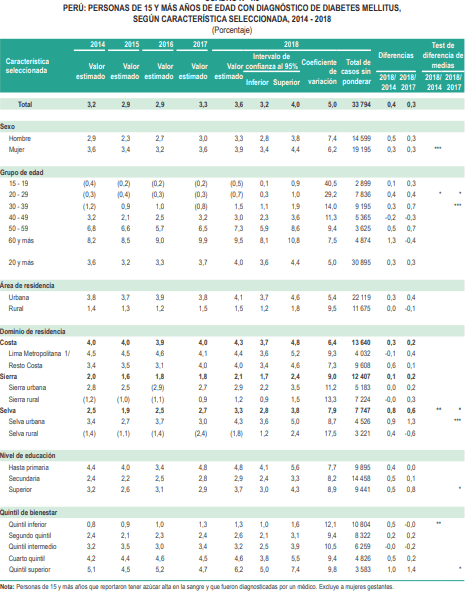 PERÚ: PERSONAS DE 15 Y MÁS AÑOS DE EDAD CON DIAGNÓSTICO DE DIABETES MELLITUS,
SEGÚN CARACTERÍSTICA SELECCIONADA, 2014 - 2018
(Porcentaje)
Característica seleccionada 2014 2015 2016 2017 2018 Diferencias Test de diferencia de medias
Valor estimado Valor estimado Valor estimado Valor estimado Valor estimado Intervalo de confianza al 95% Inferior Superior Coeficiente de variación Total de casos sin ponderar 2018/2014 2018/2017 2018/2014 2018/2017
Total 3,2 2,9 2,9 3,3 3,6 3,2 4,0 5,0 33 794 0,4 0,3
Sexo
Hombre 2,9 2,3 2,7 3,0 3,3 2,8 3,8 7,4 14 599 0,5 0,3
Mujer 3,6 3,4 3,2 3,6 3,9 3,4 4,4 6,2 19 195 0,3 0,3 ***
Grupo de edad
15 - 19 (0,4) (0,2) (0,2) (0,2) (0,5) 0,1 0,9 40,5 2 899 0,1 0,3
20 - 29 (0,3) (0,4) (0,3) (0,3) (0,7) 0,3 1,0 29,2 7 836 0,4 0,4 * *
30 - 39 (1,2) 0,9 1,0 (0,8) 1,5 1,1 1,9 14,0 9 195 0,3 0,7 ***
40 - 49 3,2 2,1 2,5 3,2 3,0 2,3 3,6 11,3 5 365 -0,2 -0,3
50 - 59 6,8 6,6 5,7 6,5 7,3 5,9 8,6 9,4 3 625 0,5 0,7
60 y más 8,2 8,5 9,0 9,9 9,5 8,1 10,8 7,5 4 874 1,3 -0,4
20 y más 3,6 3,2 3,3 3,7 4,0 3,6 4,4 5,0 30 895 0,3 0,3
Área de residencia
Urbana 3,8 3,7 3,9 3,8 4,1 3,7 4,6 5,4 22 119 0,3 0,4
Rural 1,4 1,3 1,2 1,5 1,5 1,2 1,8 9,5 11 675 0,0 -0,1
Dominio de residencia
Costa 4,0 4,0 3,9 4,0 4,3 3,7 4,8 6,4 13 640 0,3 0,2
Lima Metropolitana 1/ 4,5 4,5 4,6 4,1 4,4 3,6 5,2 9,3 4 032 -0,1 0,4
Resto Costa 3,4 3,5 3,1 4,0 4,0 3,4 4,6 7,3 9 608 0,6 0,1
Sierra 2,0 1,6 1,8 1,8 2,1 1,7 2,4 9,0 12 407 0,1 0,2
Sierra urbana 2,8 2,5 (2,9) 2,7 2,9 2,2 3,5 11,2 5 183 0,0 0,2
Sierra rural (1,2) (1,0) (1,1) 0,9 1,2 0,9 1,5 13,3 7 224 -0,0 0,3
Selva 2,5 1,9 2,5 2,7 3,3 2,8 3,8 7,9 7 747 0,8 0,6 ** *
Selva urbana 3,4 2,7 3,7 3,0 4,3 3,6 5,0 8,7 4 526 0,9 1,3 ***
Selva rural (1,4) (1,1) (1,4) (2,4) (1,8) 1,2 2,4 17,5 3 221 0,4 -0,6
Nivel de educación
Hasta primaria 4,4 4,0 3,4 4,8 4,8 4,1 5,6 7,7 9 895 0,4 0,0
Secundaria 2,4 2,2 2,5 2,8 2,9 2,4 3,3 8,2 14 458 0,5 0,1
Superior 3,2 2,6 3,1 2,9 3,7 3,0 4,3 8,9 9 441 0,5 0,8 *
Quintil de bienestar
Quintil inferior 0,8 0,9 1,0 1,3 1,3 1,0 1,6 12,1 10 804 0,5 -0,0 **
Segundo quintil 2,4 2,1 2,3 2,4 2,6 2,1 3,1 9,4 8 322 0,2 0,2
Quintil intermedio 3,2 3,5 3,0 3,4 3,2 2,5 3,9 10,5 6 259 -0,0 -0,2
Cuarto quintil 4,2 4,4 4,6 4,5 4,6 3,8 5,5 9,4 4 826 0,5 0,2
Quintil superior 5,1 4,5 5,2 4,7 6,2 5,0 7,4 9,8 3 583 1,0 1,4 *
Nota: Personas de 15 y más años que reportaron tener azúcar alta en la sangre y que fueron diagnosticadas por un médico. Excluye a mujeres gestantes.